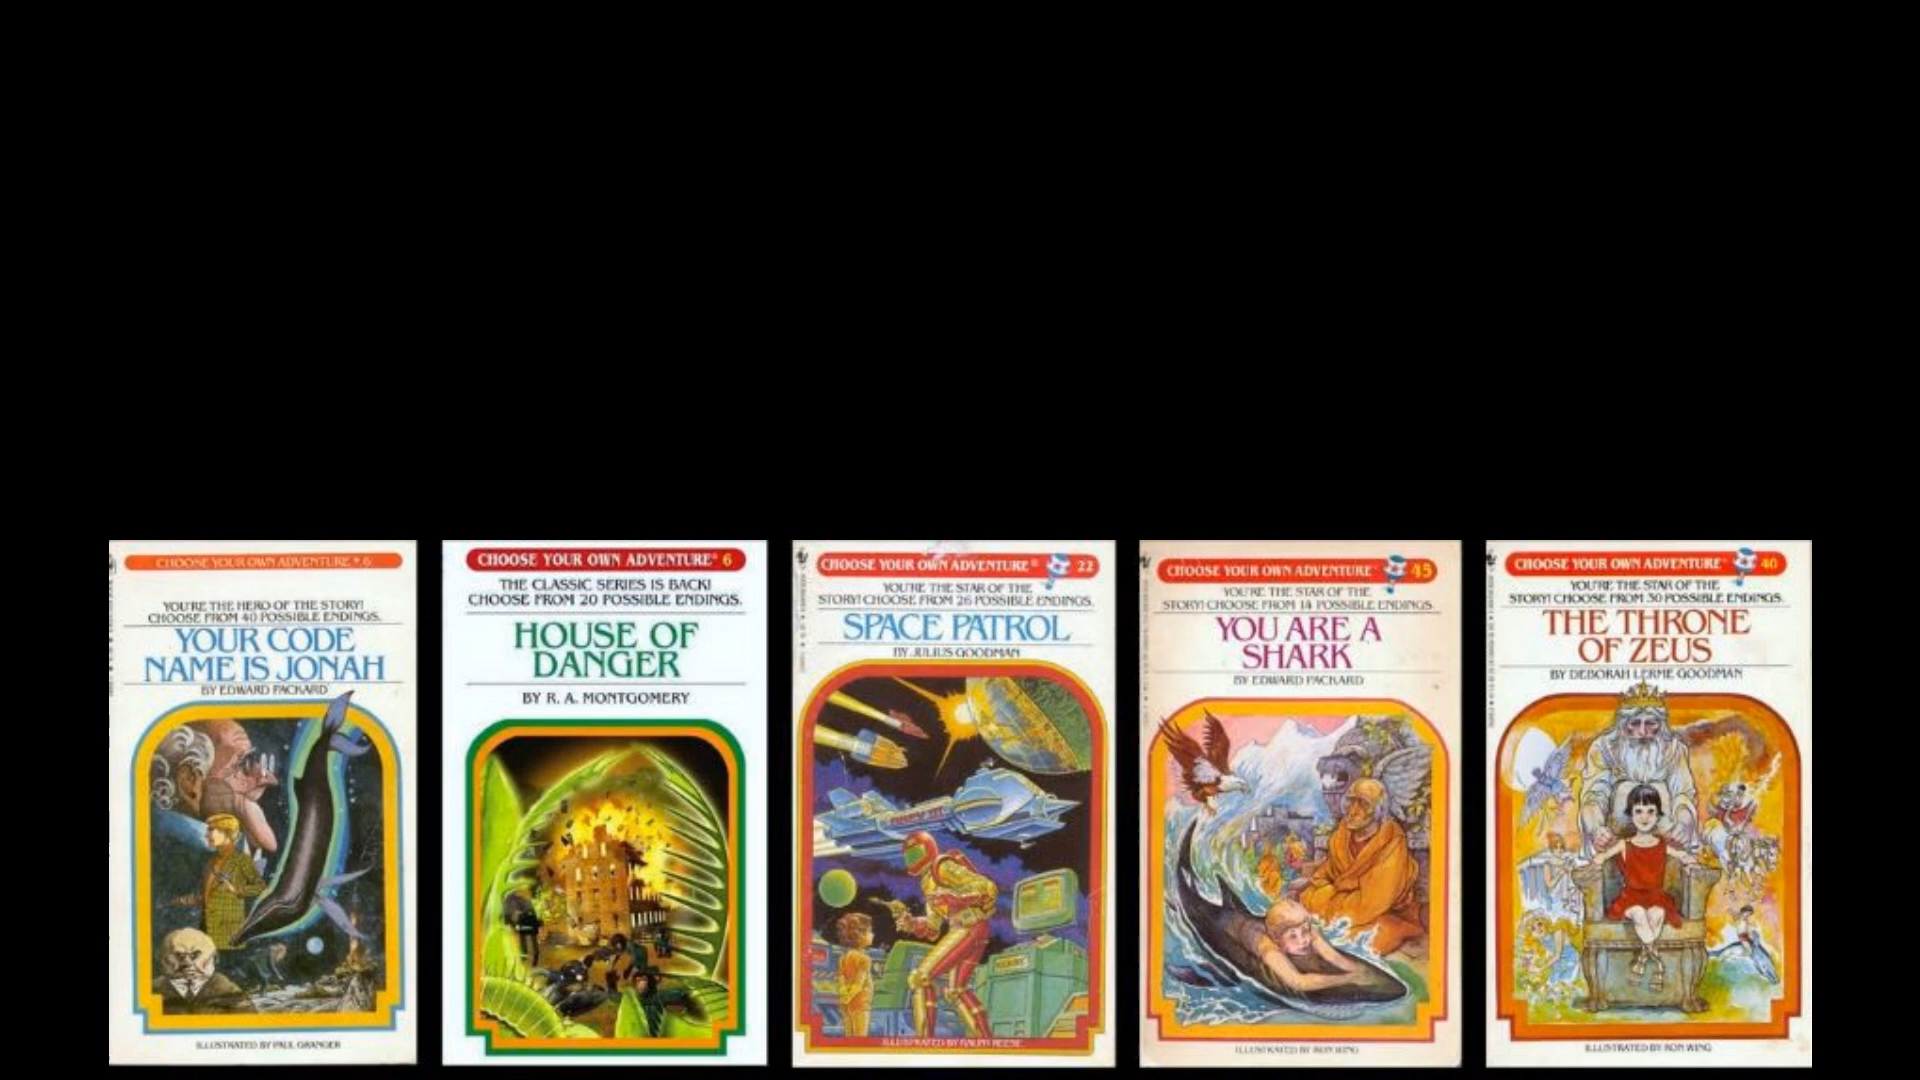 CHOOSE YOUR OWN ADVENTURE • 6
YOU'RE THE HERO OF THE STORY!
CHOOSE FROM 40 POSSIBLE ENDINGS.
YOUR CODE
NAME IS JONAH
BY EDWARD PACKARD
ILLUSTRATED BY PAUL GRANGER
CHOOSE YOUR OWN ADVENTURE® 6
THE CLASSIC SERIES IS BACK!
CHOOSE FROM 20 POSSIBLE ENDINGS.
HOUSE OF
DANGER
BY R. A. MONTGOMERY
CHOOSE YOUR OWN ADVENTURE® 22
YOU'RE THE STAR OF THE
STORY! CHOOSE FROM 26 POSSIBLE ENDINGS.
SPACE PATROL
BY JULIUS GOODMAN
ILLUSTRATED BY RALPH REESE
CHOOSE YOUR OWN ADVENTURE® 45
YOU'RE THE STAR OF THE
STORY! CHOOSE FROM 14 POSSIBLE ENDINGS.
YOU ARE A
SHARK
BY EDWARD PACKARD
ILLUSTRATED BY RON WING
CHOOSE YOUR OWN ADVENTURE® 40
YOU'RE THE STAR OF THE
STORY! CHOOSE FROM 30 POSSIBLE ENDINGS.
THE THRONE
OF ZEUS
BY DEBORAH LERME GOODMAN
ILLUSTRATED BY RON WING